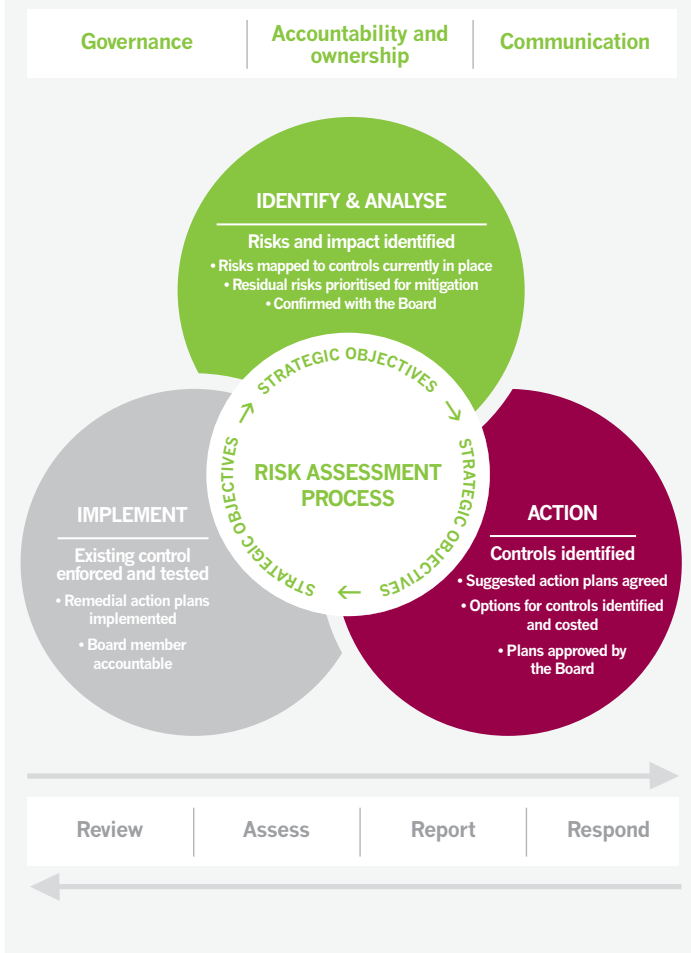 Governance
Accountability and
ownership
Communication
IDENTIFY & ANALYSE
Risks and impact identified
• Risks mapped to controls currently in place
• Residual risks prioritised for mitigation
• Confirmed with the Board
STRATEGIC OBJECTIVES
STRATEGIC OBJECTIVES
STRATEGIC OBJECTIVES
RISK ASSESSMENT
PROCESS
ACTION
Controls identified
• Suggested action plans agreed
• Options for controls identified
and costed
• Plans approved by
the Board
IMPLEMENT
Existing control
enforced and tested
• Remedial action plans
implemented
• Board member
accountable
Review
Assess
Report
Respond